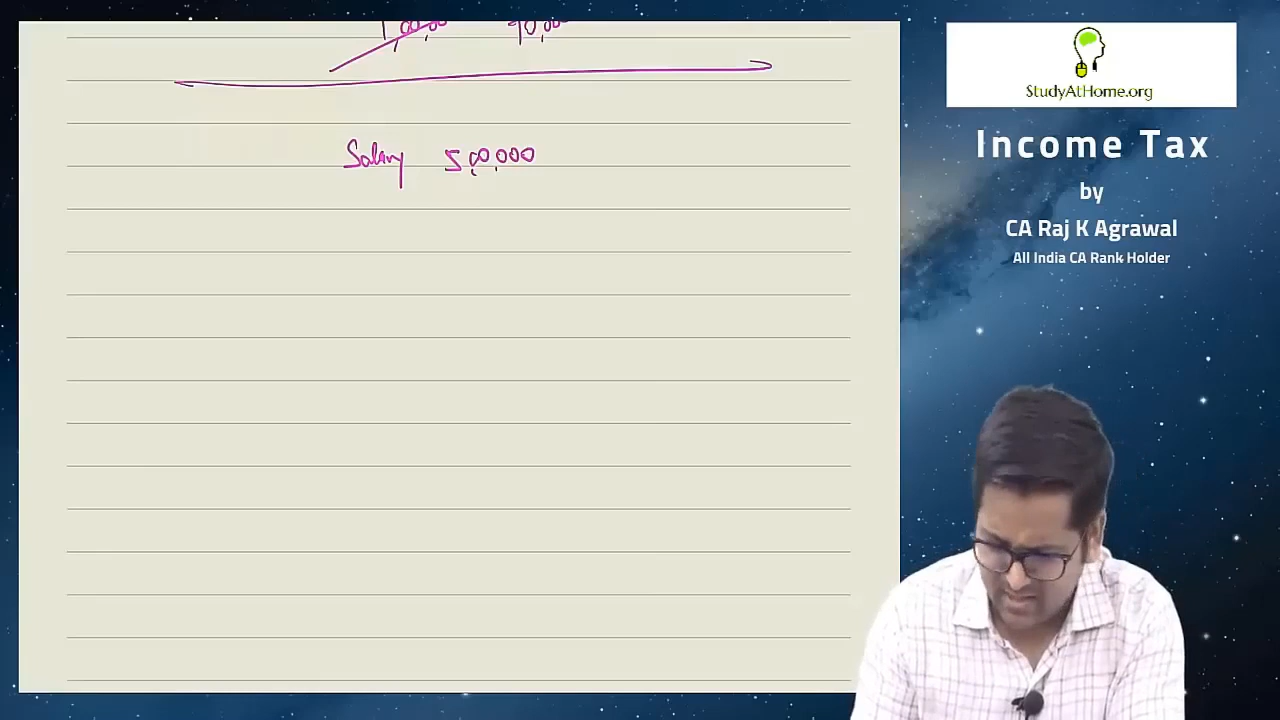 Salary 5,00,000
StudyAtHome.org
Income Tax
by
CA Raj K Agrawal
All India CA Rank Holder